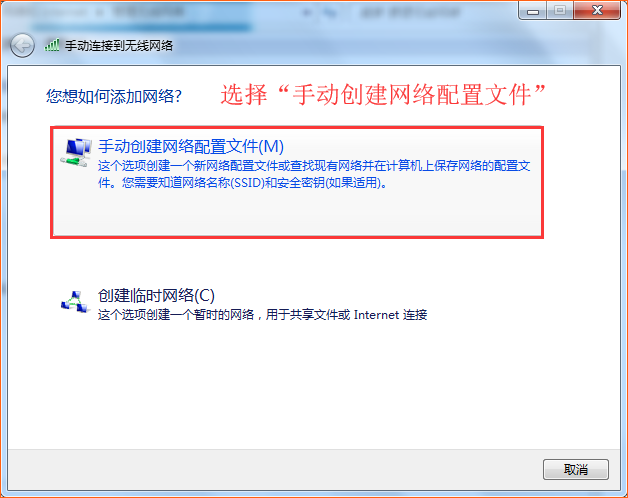 手动连接到无线网络
您想如何添加网络?
选择“手动创建网络配置文件”
手动创建网络配置文件(M)
这个选项创建一个新网络配置文件或查找现有网络并在计算机上保存网络的配置文
件。您需要知道网络名称(SSID)和安全密钥(如果适用)。
创建临时网络(C)
这个选项创建一个暂时的网络，用于共享文件或 Internet 连接
取消